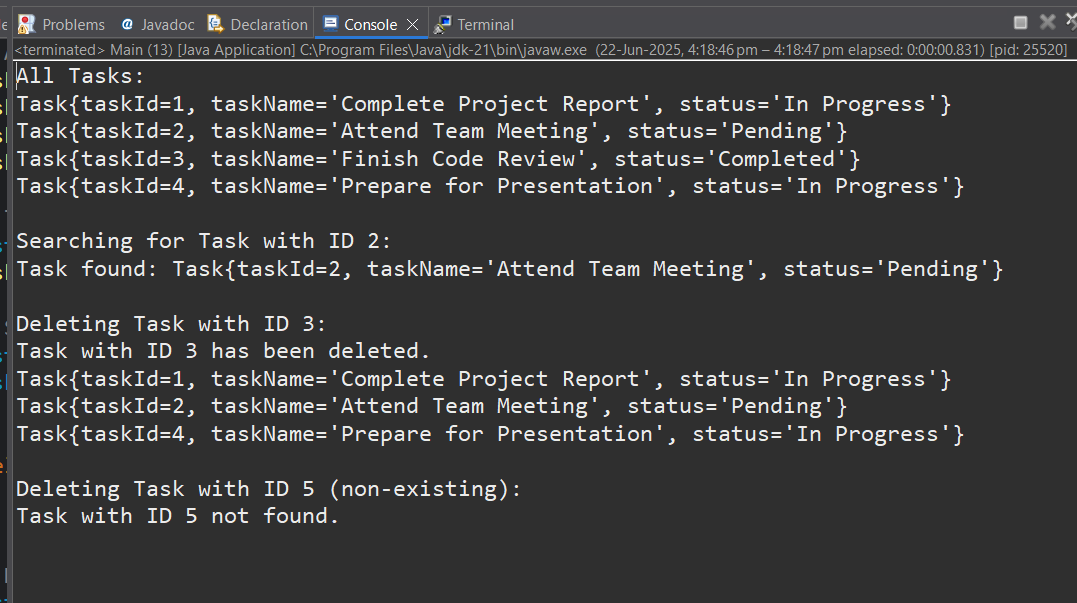 Problems Javadoc Declaration Console Terminal
<terminated> Main (13) [Java Application] C:\Program Files\Java\jdk-21\bin\javaw.exe (22-Jun-2025, 4:18:46 pm – 4:18:47 pm elapsed: 0:00:00.831) [pid: 25520]
All Tasks:
Task{taskId=1, taskName='Complete Project Report', status='In Progress'}
Task{taskId=2, taskName='Attend Team Meeting', status='Pending'}
Task{taskId=3, taskName='Finish Code Review', status='Completed'}
Task{taskId=4, taskName='Prepare for Presentation', status='In Progress'}

Searching for Task with ID 2:
Task found: Task{taskId=2, taskName='Attend Team Meeting', status='Pending'}

Deleting Task with ID 3:
Task with ID 3 has been deleted.
Task{taskId=1, taskName='Complete Project Report', status='In Progress'}
Task{taskId=2, taskName='Attend Team Meeting', status='Pending'}
Task{taskId=4, taskName='Prepare for Presentation', status='In Progress'}

Deleting Task with ID 5 (non-existing):
Task with ID 5 not found.